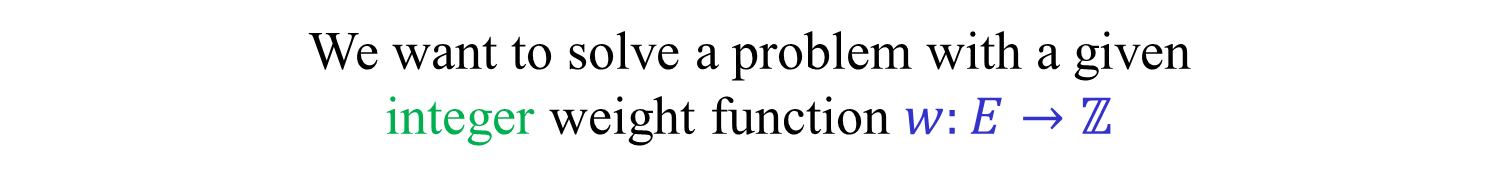 We want to solve a problem with a given
integer weight function 𝑤: 𝐸 → ℤ